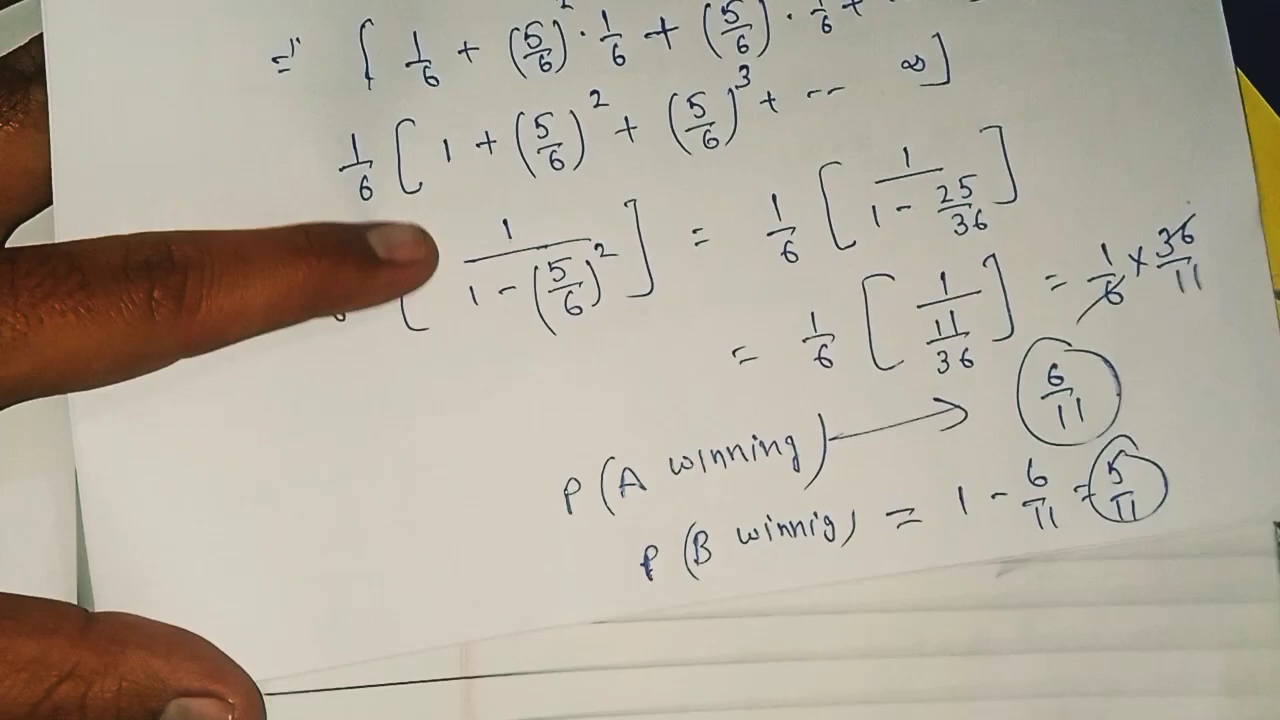 = [ 1/6 + (5/6)² · 1/6 + (5/6) · 1/6 +
1/6 [ 1 + (5/6)² + (5/6)³ + -- ∞ ]
[ 1/(1 - (5/6)²) ] = 1/6 [ 1/(1 - 25/36) ]
= 1/6 [ 1/(11/36) ] = 1/6 × 36/11
P(A winning) → 6/11
P(B winnig) = 1 - 6/11 = 5/11